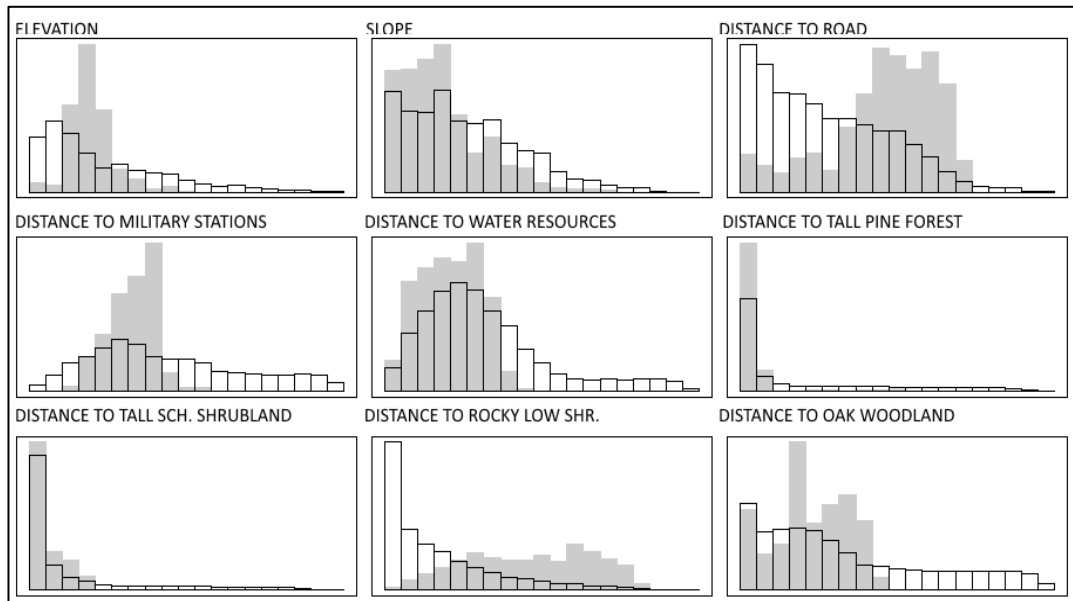 ELEVATION
SLOPE
DISTANCE TO ROAD
DISTANCE TO MILITARY STATIONS
DISTANCE TO WATER RESOURCES
DISTANCE TO TALL PINE FOREST
DISTANCE TO TALL SCH. SHRUBLAND
DISTANCE TO ROCKY LOW SHR.
DISTANCE TO OAK WOODLAND